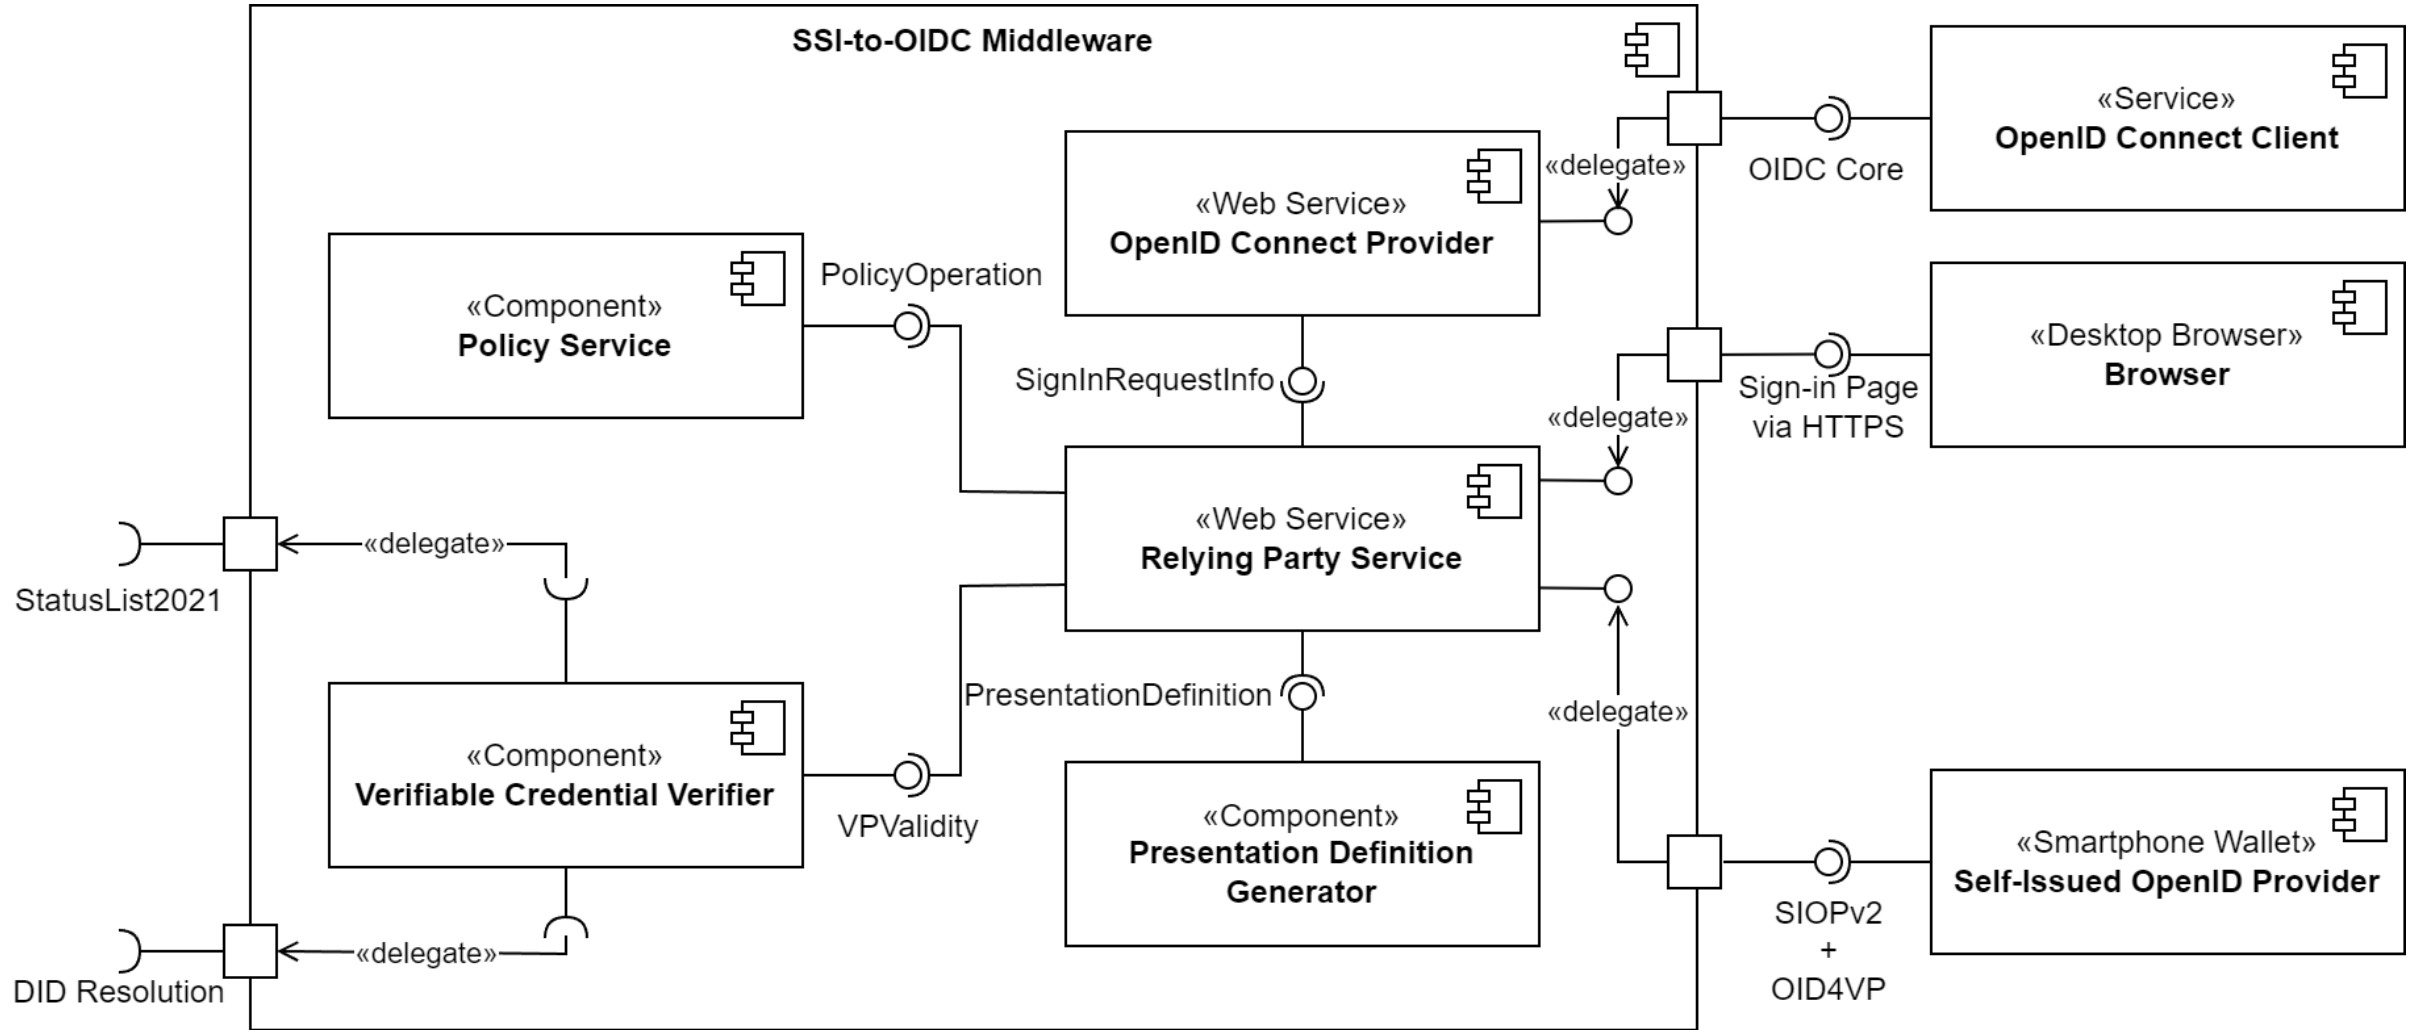 SSI-to-OIDC Middleware
«Service»
OpenID Connect Client
OIDC Core
«delegate»
«Web Service»
OpenID Connect Provider
«Component»
Policy Service
PolicyOperation
SignInRequestInfo
«Desktop Browser»
Browser
Sign-in Page
via HTTPS
«delegate»
«Web Service»
Relying Party Service
StatusList2021
«delegate»
«Component»
Verifiable Credential Verifier
VPValidity
PresentationDefinition
«delegate»
«Component»
Presentation Definition
Generator
«Smartphone Wallet»
Self-Issued OpenID Provider
SIOPv2
+
OID4VP
«delegate»
DID Resolution